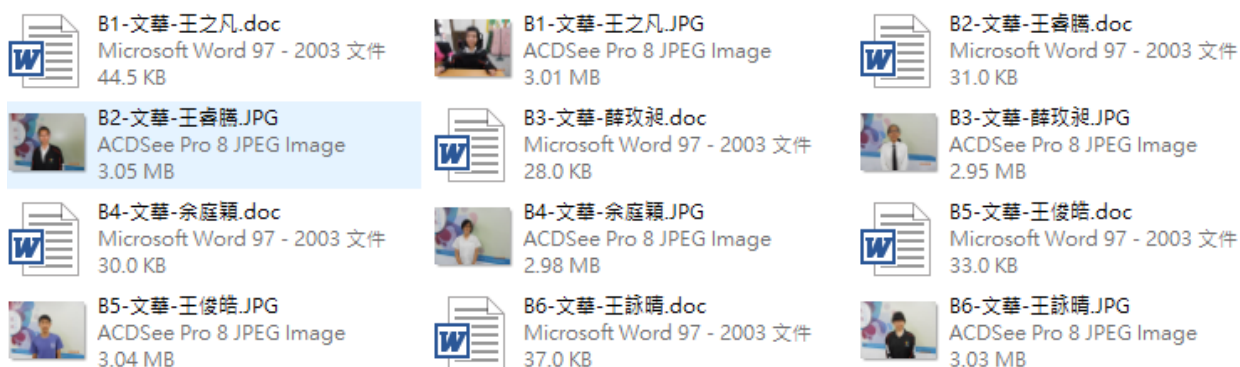 B1-文華-王之凡.doc
Microsoft Word 97 - 2003 文件
44.5 KB
B1-文華-王之凡.JPG
ACDSee Pro 8 JPEG Image
3.01 MB
B2-文華-王睿騰.doc
Microsoft Word 97 - 2003 文件
31.0 KB
B2-文華-王睿騰.JPG
ACDSee Pro 8 JPEG Image
3.05 MB
B3-文華-薛玫昶.doc
Microsoft Word 97 - 2003 文件
28.0 KB
B3-文華-薛玫昶.JPG
ACDSee Pro 8 JPEG Image
2.95 MB
B4-文華-余庭穎.doc
Microsoft Word 97 - 2003 文件
30.0 KB
B4-文華-余庭穎.JPG
ACDSee Pro 8 JPEG Image
2.98 MB
B5-文華-王俊皓.doc
Microsoft Word 97 - 2003 文件
33.0 KB
B5-文華-王俊皓.JPG
ACDSee Pro 8 JPEG Image
3.04 MB
B6-文華-王詠晴.doc
Microsoft Word 97 - 2003 文件
37.0 KB
B6-文華-王詠晴.JPG
ACDSee Pro 8 JPEG Image
3.03 MB